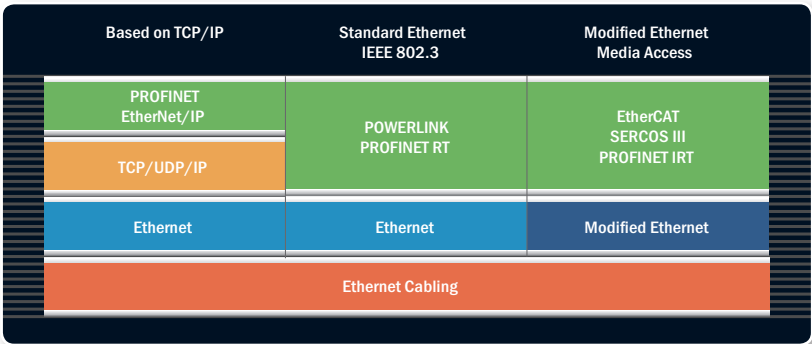 Based on TCP/IP
Standard Ethernet
IEEE 802.3
Modified Ethernet
Media Access
PROFINET
EtherNet/IP
TCP/UDP/IP
POWERLINK
PROFINET RT
EtherCAT
SERCOS III
PROFINET IRT
Ethernet
Ethernet
Modified Ethernet
Ethernet Cabling